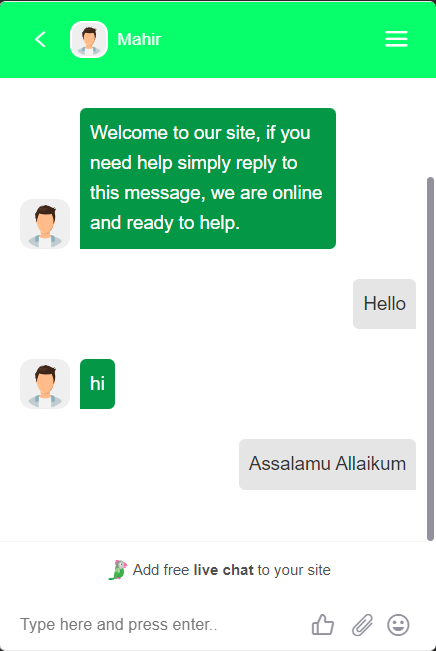 Mahir
Welcome to our site, if you
need help simply reply to
this message, we are online
and ready to help.
Hello
hi
Assalamu Allaikum
Add free live chat to your site
Type here and press enter..